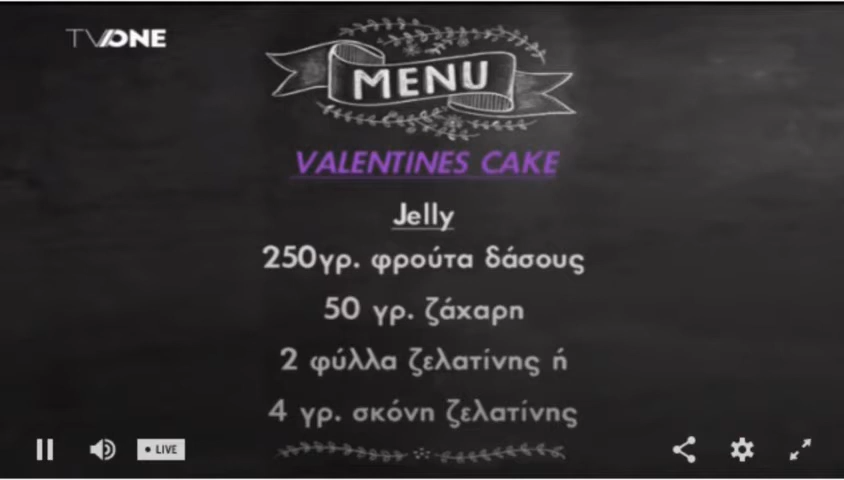 TVONE
MENU
VALENTINES CAKE
Jelly
250γρ. φρούτα δάσους
50 γρ. ζάχαρη
2 φύλλα ζελατίνης ή
4 γρ. σκόνη ζελατίνης
• LIVE